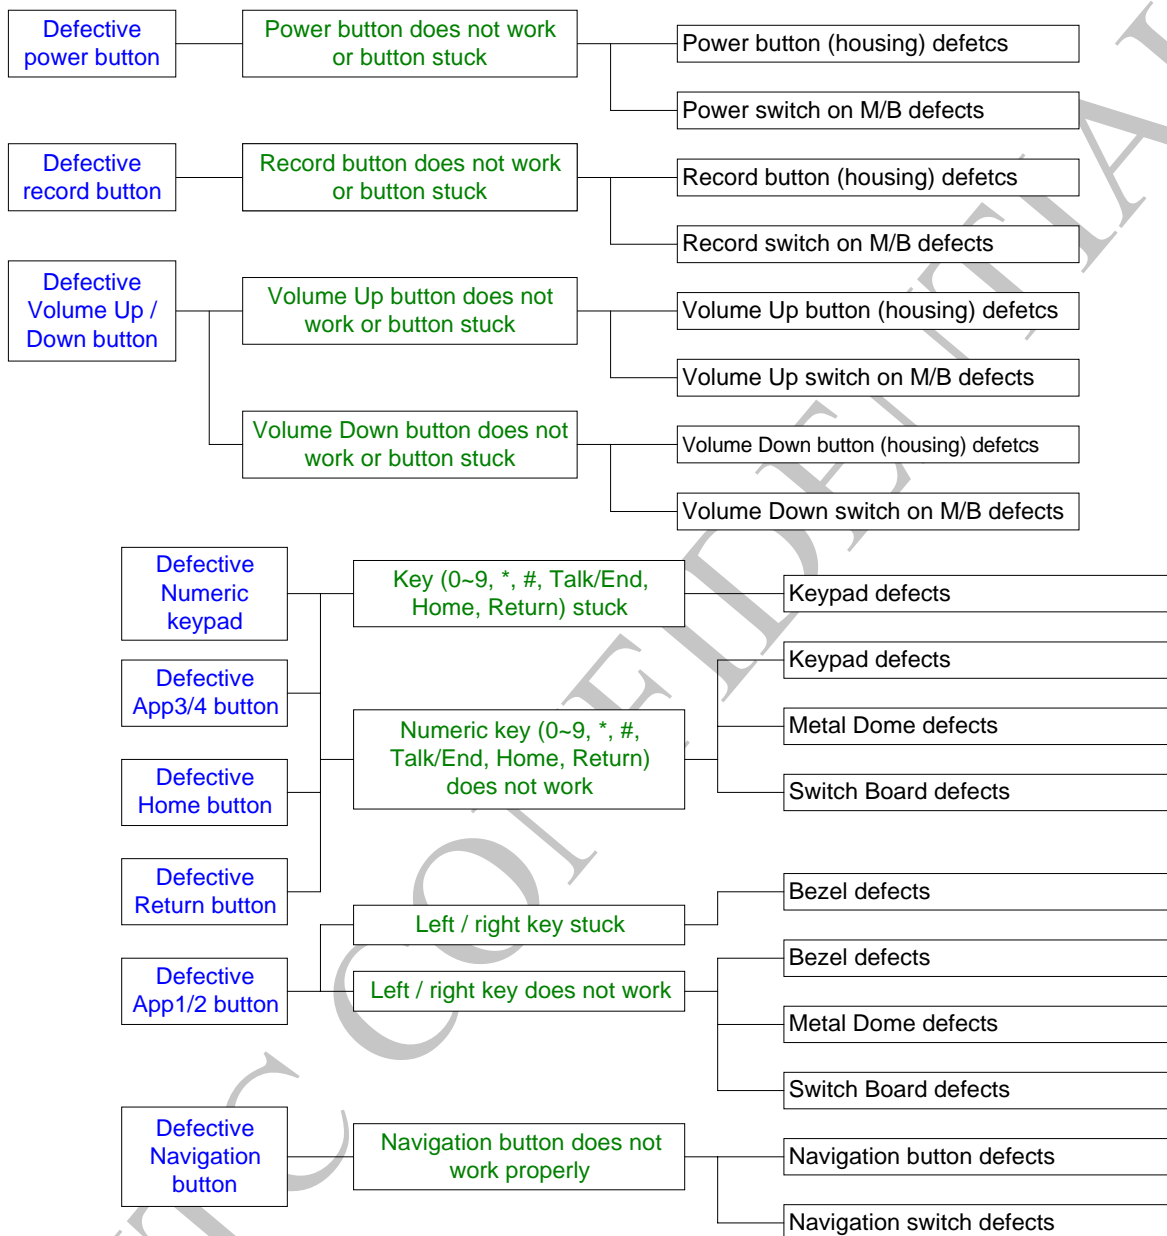 Defective
power button
Power button does not work
or button stuck
Power button (housing) defetcs
Power switch on M/B defects
Defective
record button
Record button does not work
or button stuck
Record button (housing) defetcs
Record switch on M/B defects
Defective
Volume Up /
Down button
Volume Up button does not
work or button stuck
Volume Up button (housing) defetcs
Volume Up switch on M/B defects
Volume Down button does not
work or button stuck
Volume Down button (housing) defetcs
Volume Down switch on M/B defects
Defective
Numeric
keypad
Key (0~9, *, #, Talk/End,
Home, Return) stuck
Keypad defects
Defective
App3/4 button
Numeric key (0~9, *, #,
Talk/End, Home, Return)
does not work
Keypad defects
Metal Dome defects
Switch Board defects
Defective
Home button
Defective
Return button
Left / right key stuck
Bezel defects
Defective
App1/2 button
Left / right key does not work
Bezel defects
Metal Dome defects
Switch Board defects
Defective
Navigation
button
Navigation button does not
work properly
Navigation button defects
Navigation switch defects
C CONFIDENTIAL